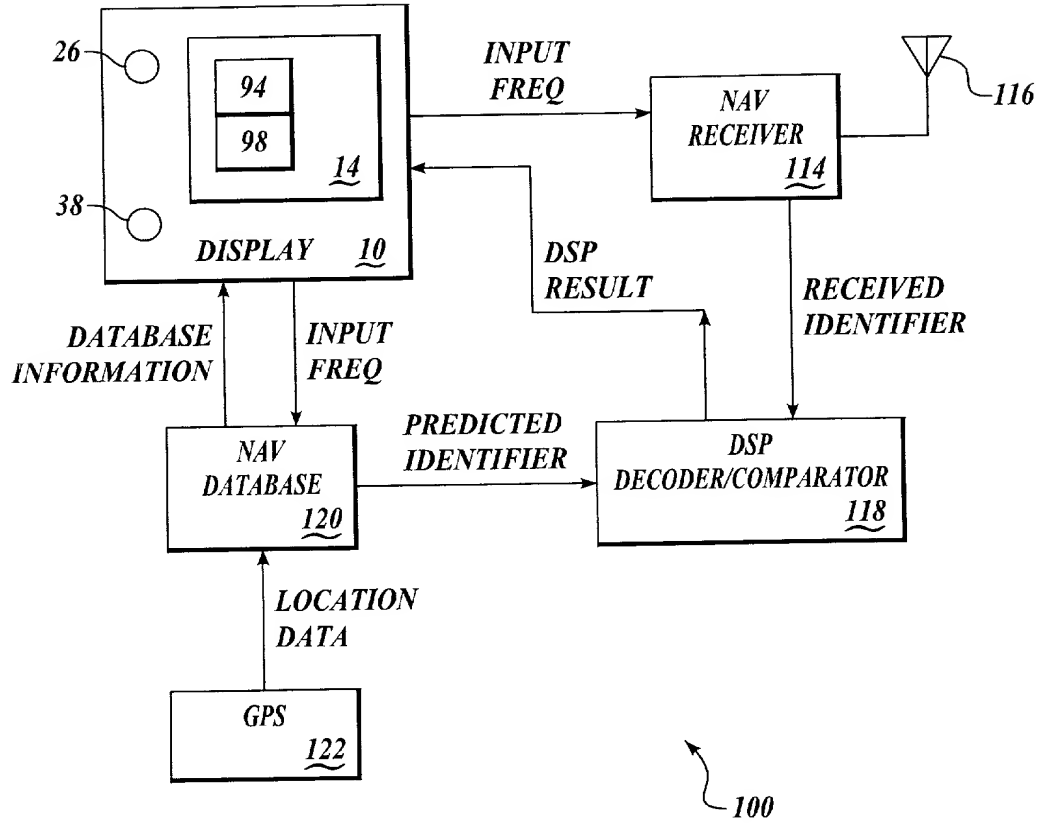 26
94
98
14
38
DISPLAY 10
INPUT
FREQ
NAV
RECEIVER
114
116
DSP
RESULT
RECEIVED
IDENTIFIER
DATABASE
INFORMATION
INPUT
FREQ
PREDICTED
IDENTIFIER
NAV
DATABASE
120
DSP
DECODER/COMPARATOR
118
LOCATION
DATA
GPS
122
100